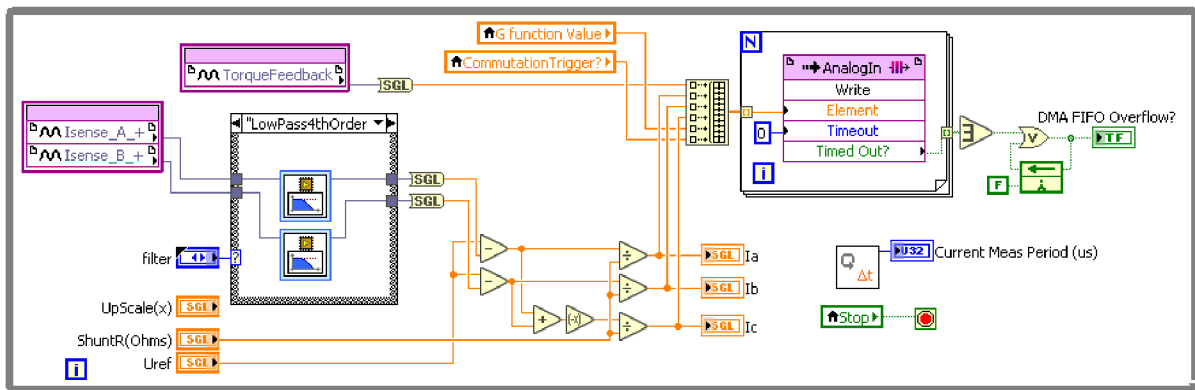 G function Value
CommutationTrigger?
N
TorqueFeedback
SGL
AnalogIn
Write
Element
Timeout
Timed Out?
0
i
DMA FIFO Overflow?
TF
V
F
Isense_A_+
Isense_B_+
"LowPass4thOrder
SGL
SGL
filter
?
UpScale(x)
SGL
ShuntR(Ohms)
SGL
Uref
SGL
i
-
-
+
(-x)
÷
÷
÷
SGL
Ia
SGL
Ib
SGL
Ic
Δt
U32
Current Meas Period (us)
Stop